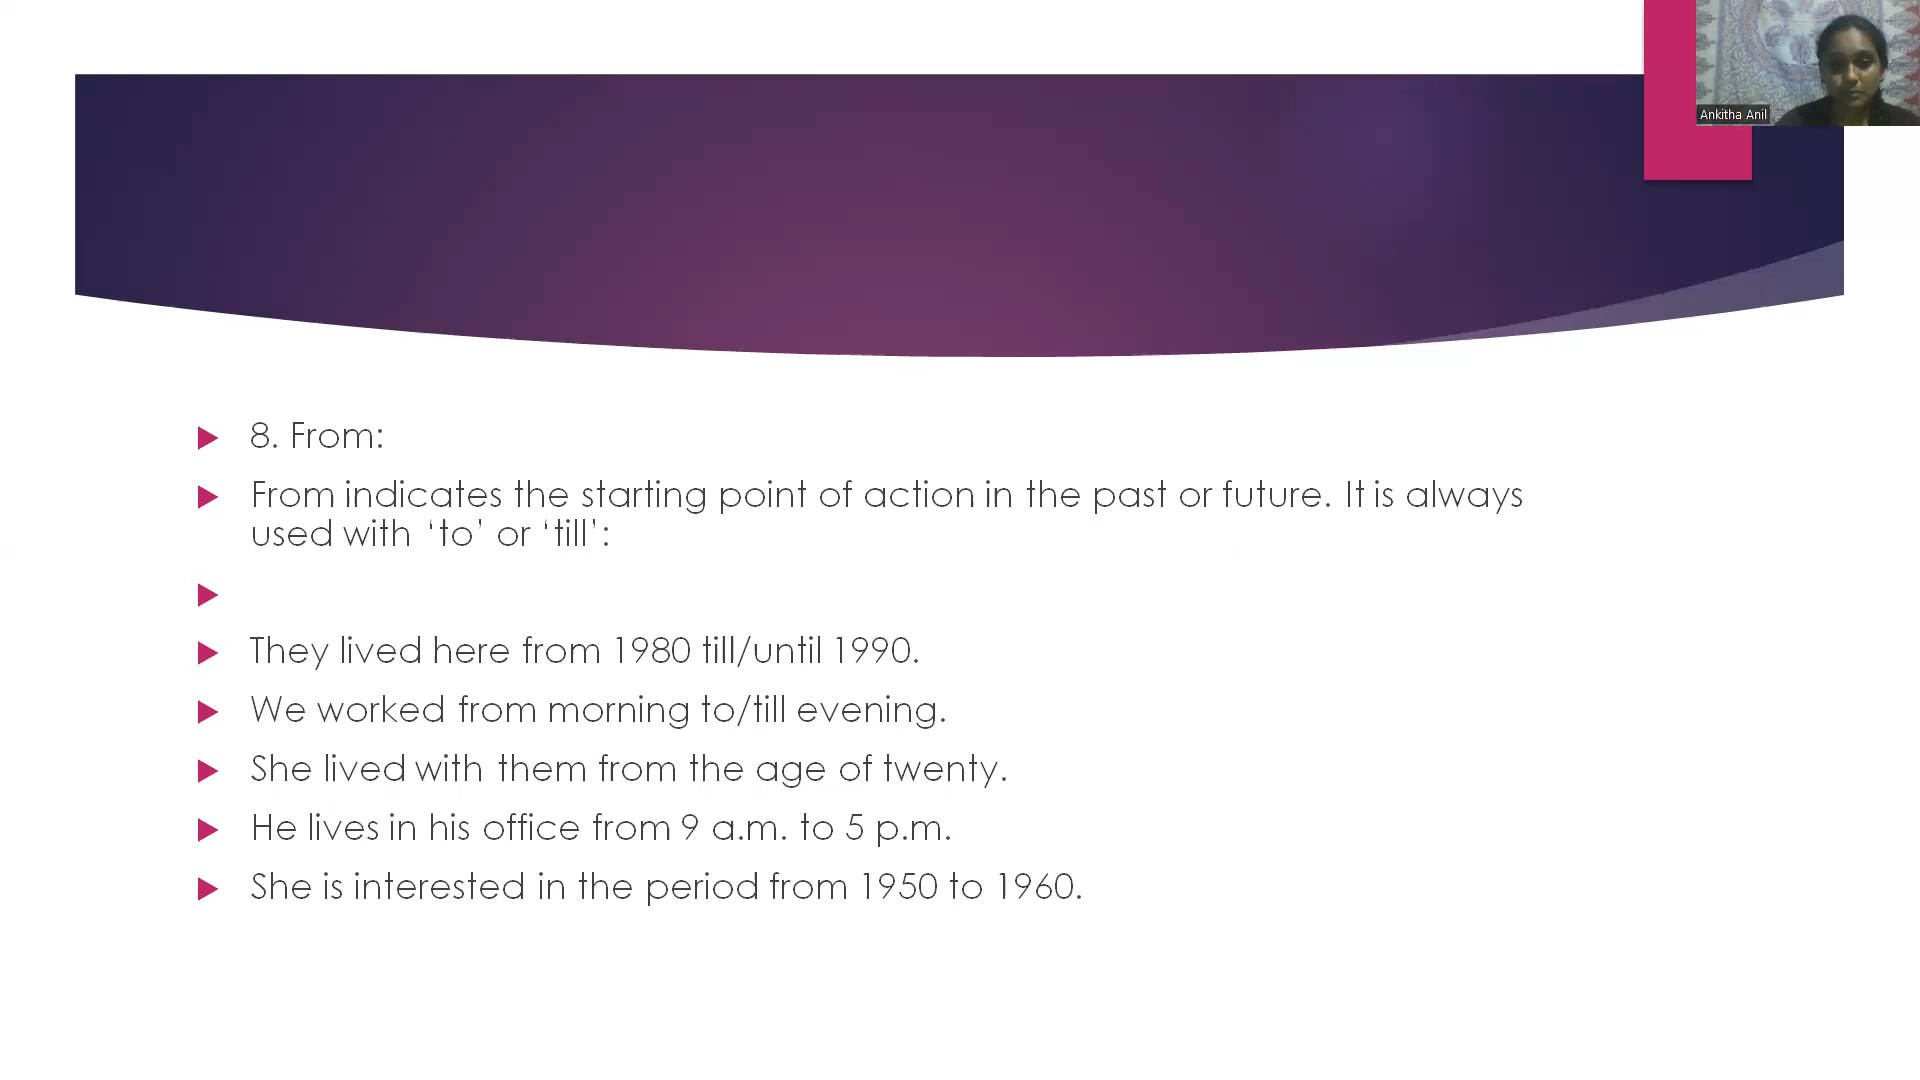 Ankitha Anil
8. From:
From indicates the starting point of action in the past or future. It is always
used with ‘to’ or ‘till’:
They lived here from 1980 till/until 1990.
We worked from morning to/till evening.
She lived with them from the age of twenty.
He lives in his office from 9 a.m. to 5 p.m.
She is interested in the period from 1950 to 1960.